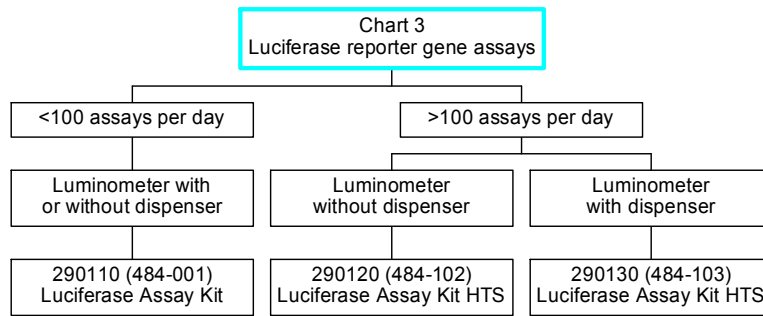 Chart 3
Luciferase reporter gene assays
<100 assays per day
>100 assays per day
Luminometer with
or without dispenser
Luminometer
without dispenser
Luminometer
with dispenser
290110 (484-001)
Luciferase Assay Kit
290120 (484-102)
Luciferase Assay Kit HTS
290130 (484-103)
Luciferase Assay Kit HTS